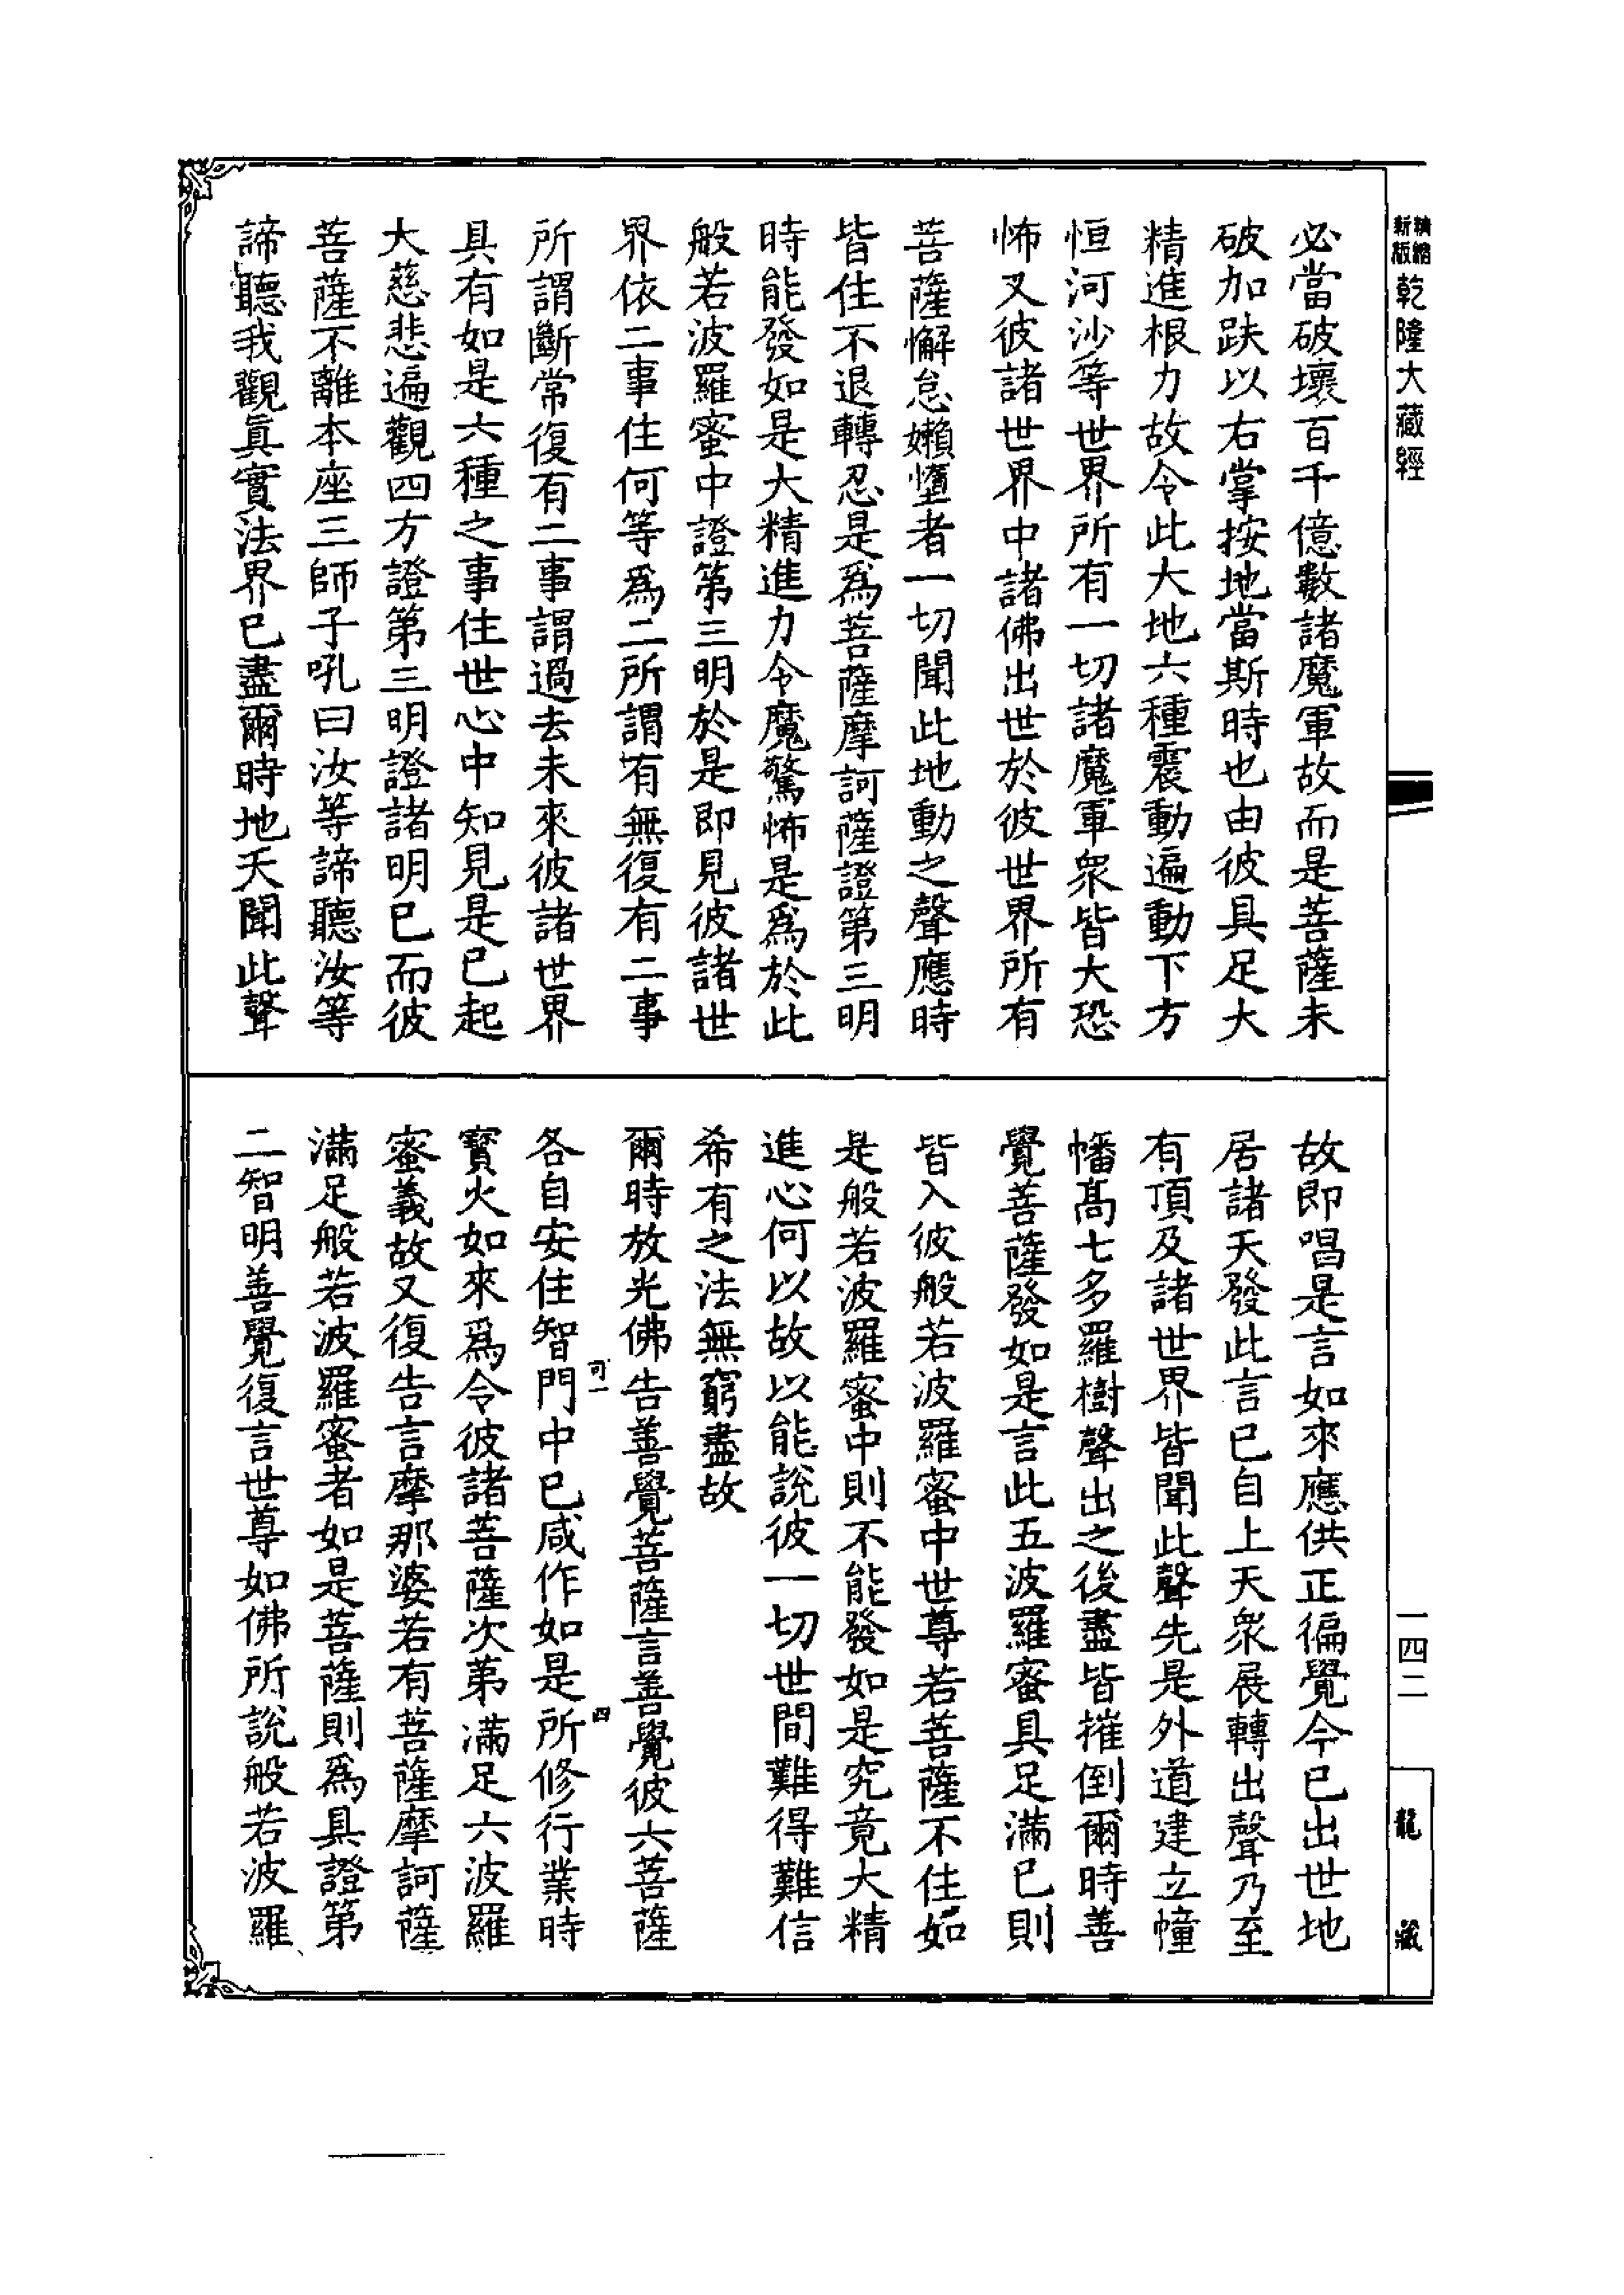 精縮新版乾隆大藏經
必當破壞百千億數諸魔軍故而是菩薩未
破加趺以右掌按地當斯時也由彼具足大
精進根力故令此大地六種震動遍動下方
恒河沙等世界所有一切諸魔軍眾皆大恐
怖又彼諸世界中諸佛出世於彼世界所有
菩薩懈怠嬾墮者一切聞此地動之聲應時
皆住不退轉忍是爲菩薩摩訶薩證第三明
時能發如是大精進力令魔驚怖是爲於此
般若波羅蜜中證第三明於是即見彼諸世
界依二事住何等爲二所謂有無復有二事
所謂斷常復有二事謂過去未來彼諸世界
具有如是六種之事住世心中知見是已起
大慈悲遍觀四方證第三明證諸明已而彼
菩薩不離本座三師子吼曰汝等諦聽汝等
諦聽我觀眞實法界已盡爾時地天聞此聲
故即唱是言如來應供正徧覺今已出世地
居諸天發此言已自上天衆展轉出聲乃至
有頂及諸世界皆聞此聲先是外道建立幢
幡高七多羅樹聲出之後盡皆摧倒爾時善
覺菩薩發如是言此五波羅蜜具足滿已則
皆入彼般若波羅蜜中世尊若菩薩不住如
是般若波羅蜜中則不能發如是究竟大精
進心何以故以能說彼一切世間難得難信
希有之法無窮盡故
爾時放光佛告善覺菩薩言善覺彼六菩薩
可一
四
各自安住智門中已咸作如是所修行業時
寳火如來爲令彼諸菩薩次第滿足六波羅
蜜義故又復告言摩那婆若有菩薩摩訶薩
滿足般若波羅蜜者如是菩薩則爲具證第
二智明善覺復言世尊如佛所說般若波羅
一四二
龍藏